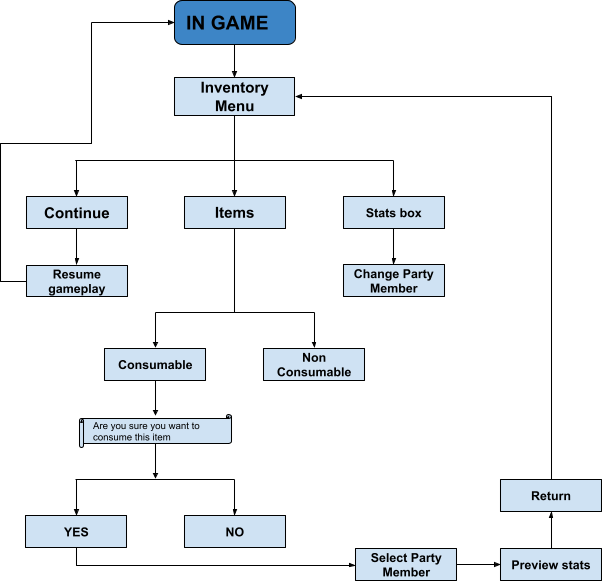 IN GAME
Inventory
Menu
Continue
Items
Stats box
Resume
gameplay
Change Party
Member
Consumable
Non
Consumable
Are you sure you want to
consume this item
YES
NO
Return
Select Party
Member
Preview stats